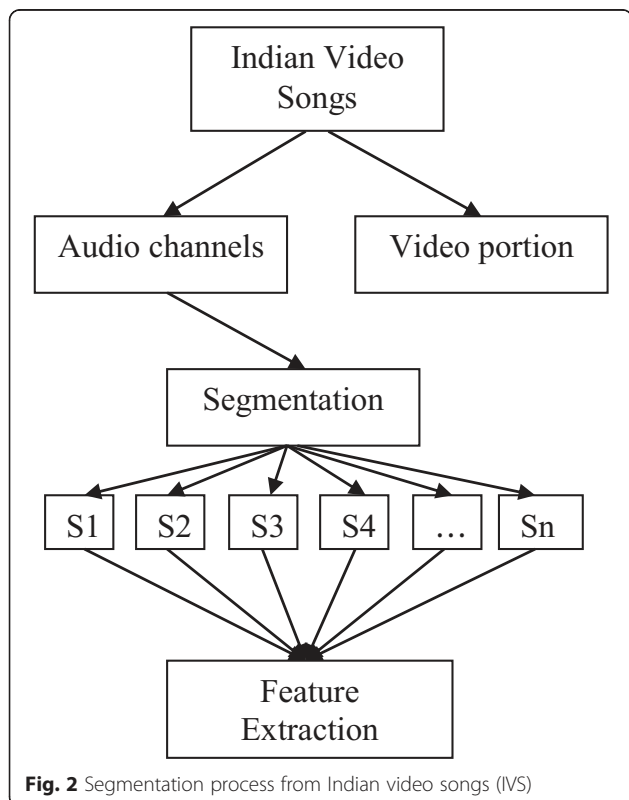 Indian Video
Songs
Audio channels
Video portion
Segmentation
S1 S2 S3 S4 ... Sn
Feature
Extraction
Fig. 2 Segmentation process from Indian video songs (IVS)